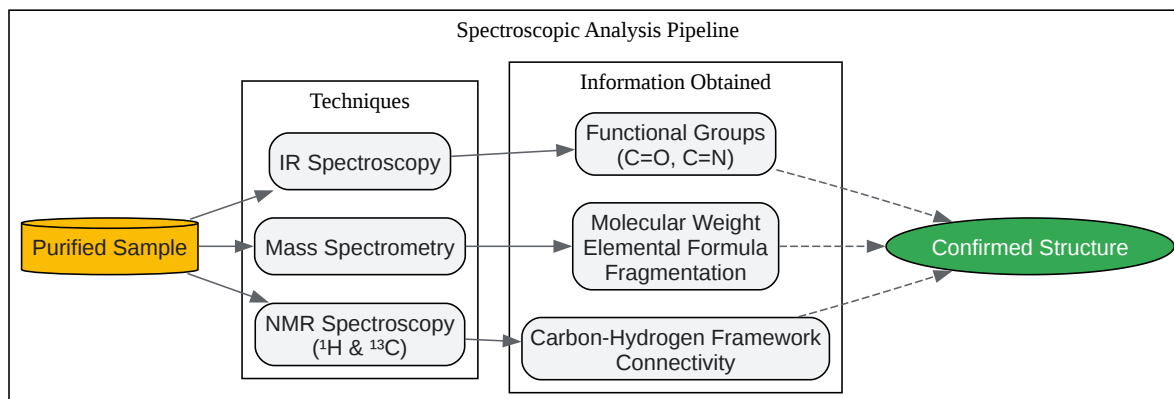 Spectroscopic Analysis Pipeline
Techniques
Information Obtained
Purified Sample
IR Spectroscopy
Mass Spectrometry
NMR Spectroscopy
(¹H & ¹³C)
Functional Groups
(C=O, C=N)
Molecular Weight
Elemental Formula
Fragmentation
Carbon-Hydrogen Framework
Connectivity
Confirmed Structure